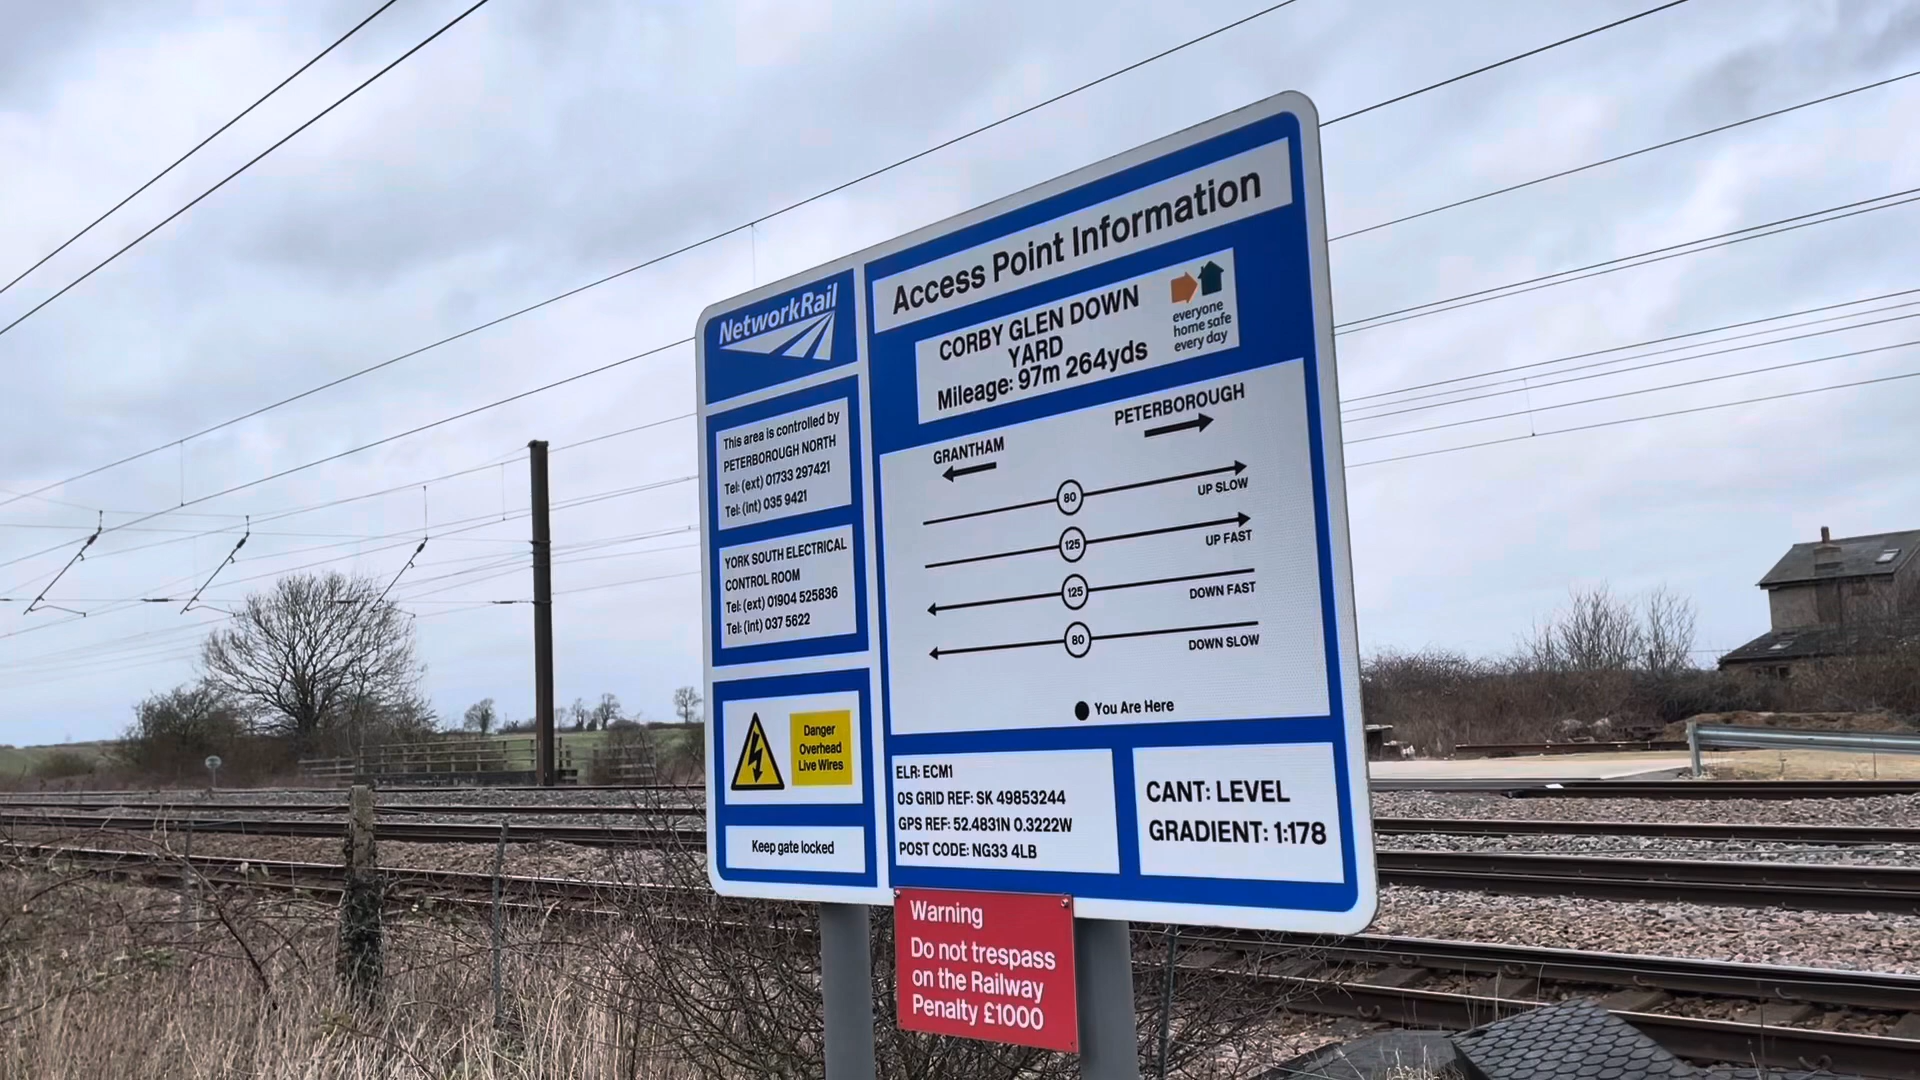 NetworkRail
This area is controlled by
PETERBOROUGH NORTH
Tel: (ext) 01733 297421
Tel: (int) 035 9421
YORK SOUTH ELECTRICAL
CONTROL ROOM
Tel: (ext) 01904 525836
Tel: (int) 037 5622
Danger
Overhead
Live Wires
Keep gate locked
Access Point Information
CORBY GLEN DOWN
YARD
Mileage: 97m 264yds
everyone
home safe
every day
GRANTHAM
PETERBOROUGH
80
UP SLOW
125
UP FAST
125
DOWN FAST
80
DOWN SLOW
You Are Here
ELR: ECM1
OS GRID REF: SK 49853244
GPS REF: 52.4831N 0.3222W
POST CODE: NG33 4LB
CANT: LEVEL
GRADIENT: 1:178
Warning
Do not trespass
on the Railway
Penalty £1000